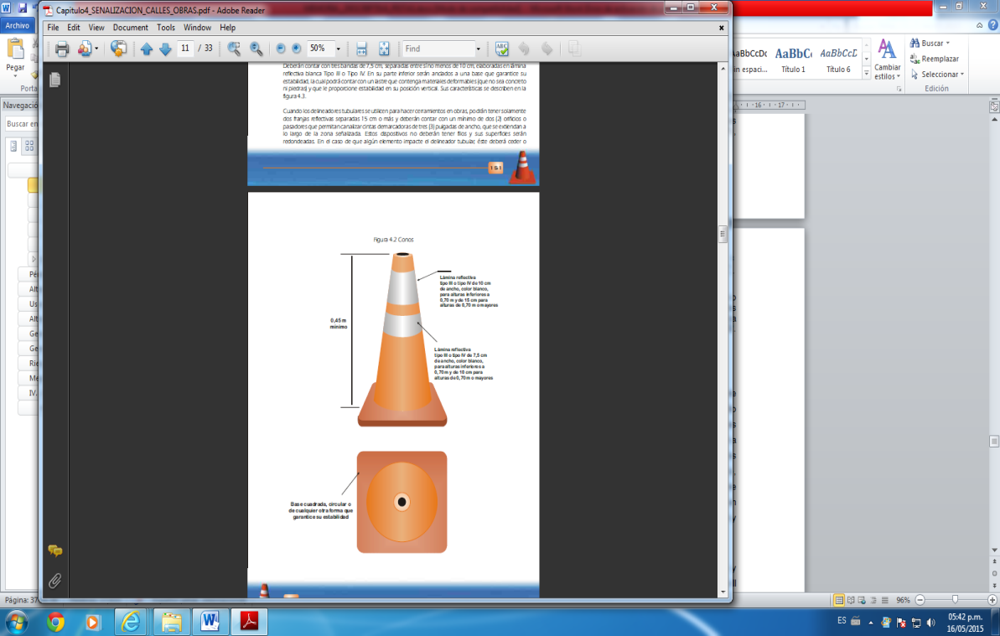 Capitulo4_SENALIZACION_CALLES_OBRAS.pdf - Adobe Reader
File Edit View Document Tools Window Help
11 / 33 50% Find
Archivo
Pegar
Porta
Navegació
Buscar en
Pér
Alt
Us
Alt
Ge
Ge
Rie
Me
IV.
Deberán contar con tres bandas de 7,5 cm, separadas entre sí no menos de 10 cm, elaboradas en lámina
reflectiva blanca Tipo III o Tipo IV. En su parte inferior serán anclados a una base que garantice su
estabilidad, la cual podrá contar con un lastre que contenga materiales deformables (que no sea concreto
ni piedras) y que le proporcione estabilidad en su posición vertical. Sus características se describen en la
figura 4.3.
Cuando los delineadores tubulares se utilicen para hacer cerramientos en obras, podrán tener solamente
dos franjas reflectivas separadas 15 cm o más y deberán contar con un mínimo de dos (2) orificios o
pasadores que permitan canalizar cintas demarcadoras de tres (3) pulgadas de ancho, que se extiendan a
lo largo de la zona señalizada. Estos dispositivos no deberán tener filos y sus superficies serán
redondeadas. En el caso de que algún elemento impacte el delineador tubular, éste deberá ceder o
151
Figura 4.2 Conos
Lámina reflectiva
tipo III o tipo IV de 10 cm
de ancho, color blanco,
para alturas inferiores a
0,70 m y de 15 cm para
alturas de 0,70 m o mayores
0,45 m
mínimo
Lámina reflectiva
tipo III o tipo IV de 7,5 cm
de ancho, color blanco,
para alturas inferiores a
0,70 m y de 10 cm para
alturas de 0,70 m o mayores
Base cuadrada, circular o
de cualquier otra forma que
garantice su estabilidad
AaBbCcDc AaBbC AaBbCcD
in espaci... Título 1 Título 6
Cambiar
estilos
Buscar
Reemplazar
Seleccionar
Edición
16 17
Página: 37
96%
ES
05:42 p.m.
16/05/2015